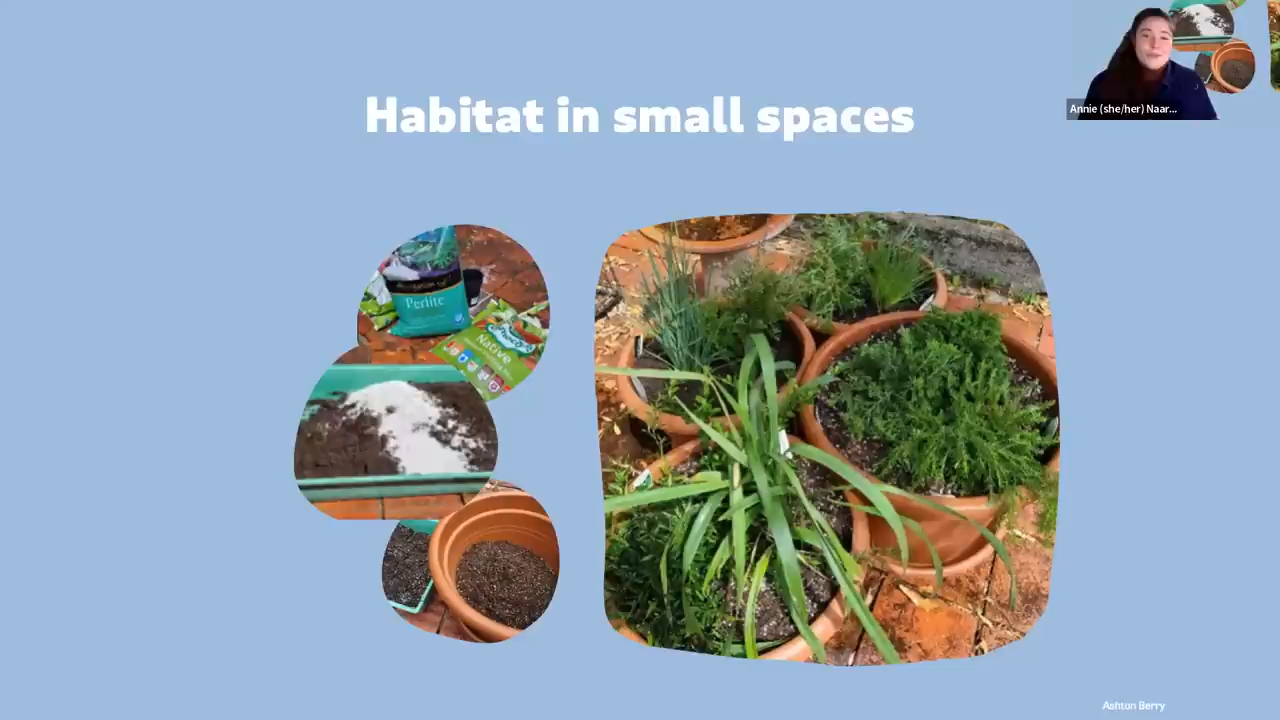 Habitat in small spaces
Annie (she/her) Naar...
Perlite
Native
Ashton Berry